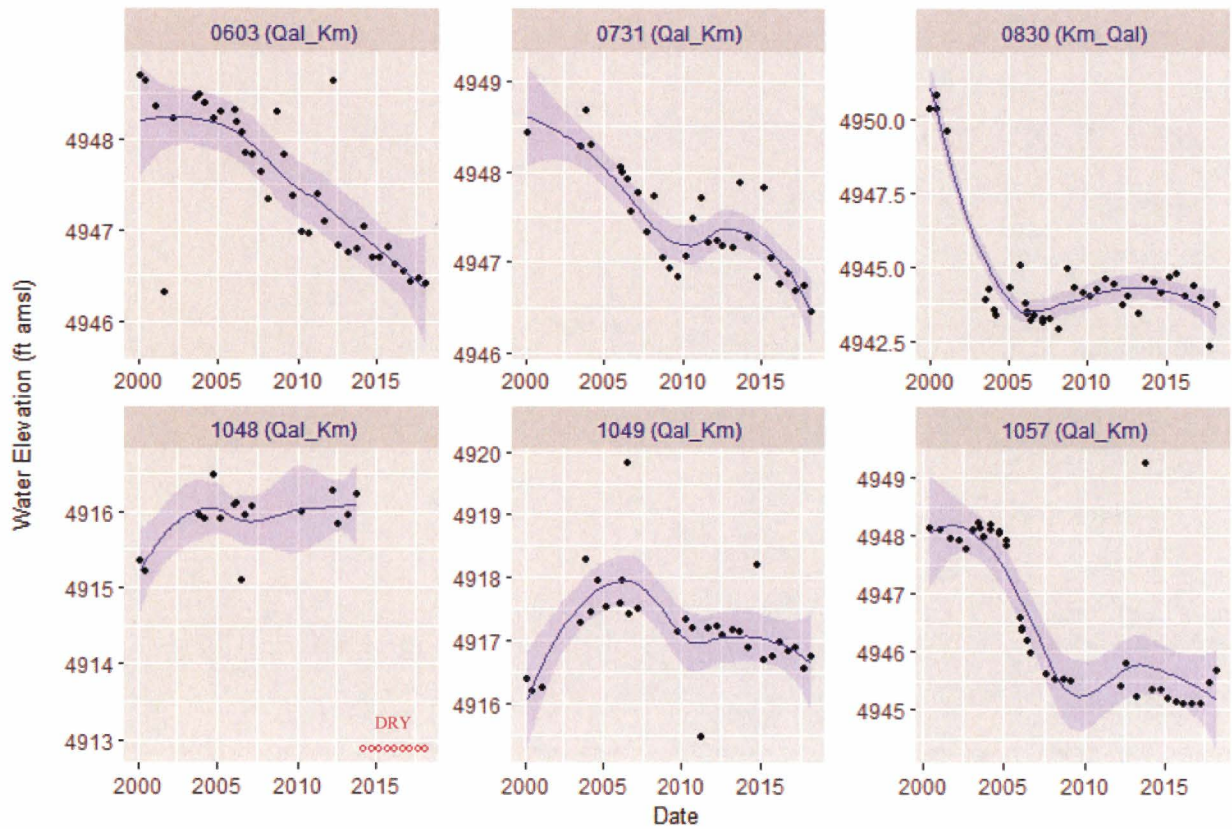 0603 (Qal_Km)
0731 (Qal_Km)
0830 (Km_Qal)
4948
4947
4946
4949
4948
4947
4946
4950.0
4947.5
4945.0
4942.5
2000 2005 2010 2015
2000 2005 2010 2015
2000 2005 2010 2015
Water Elevation (ft amsl)
1048 (Qal_Km)
1049 (Qal_Km)
1057 (Qal_Km)
4916
4915
4914
4913
DRY
4920
4919
4918
4917
4916
4949
4948
4947
4946
4945
2000 2005 2010 2015
2000 2005 2010 2015
2000 2005 2010 2015
Date